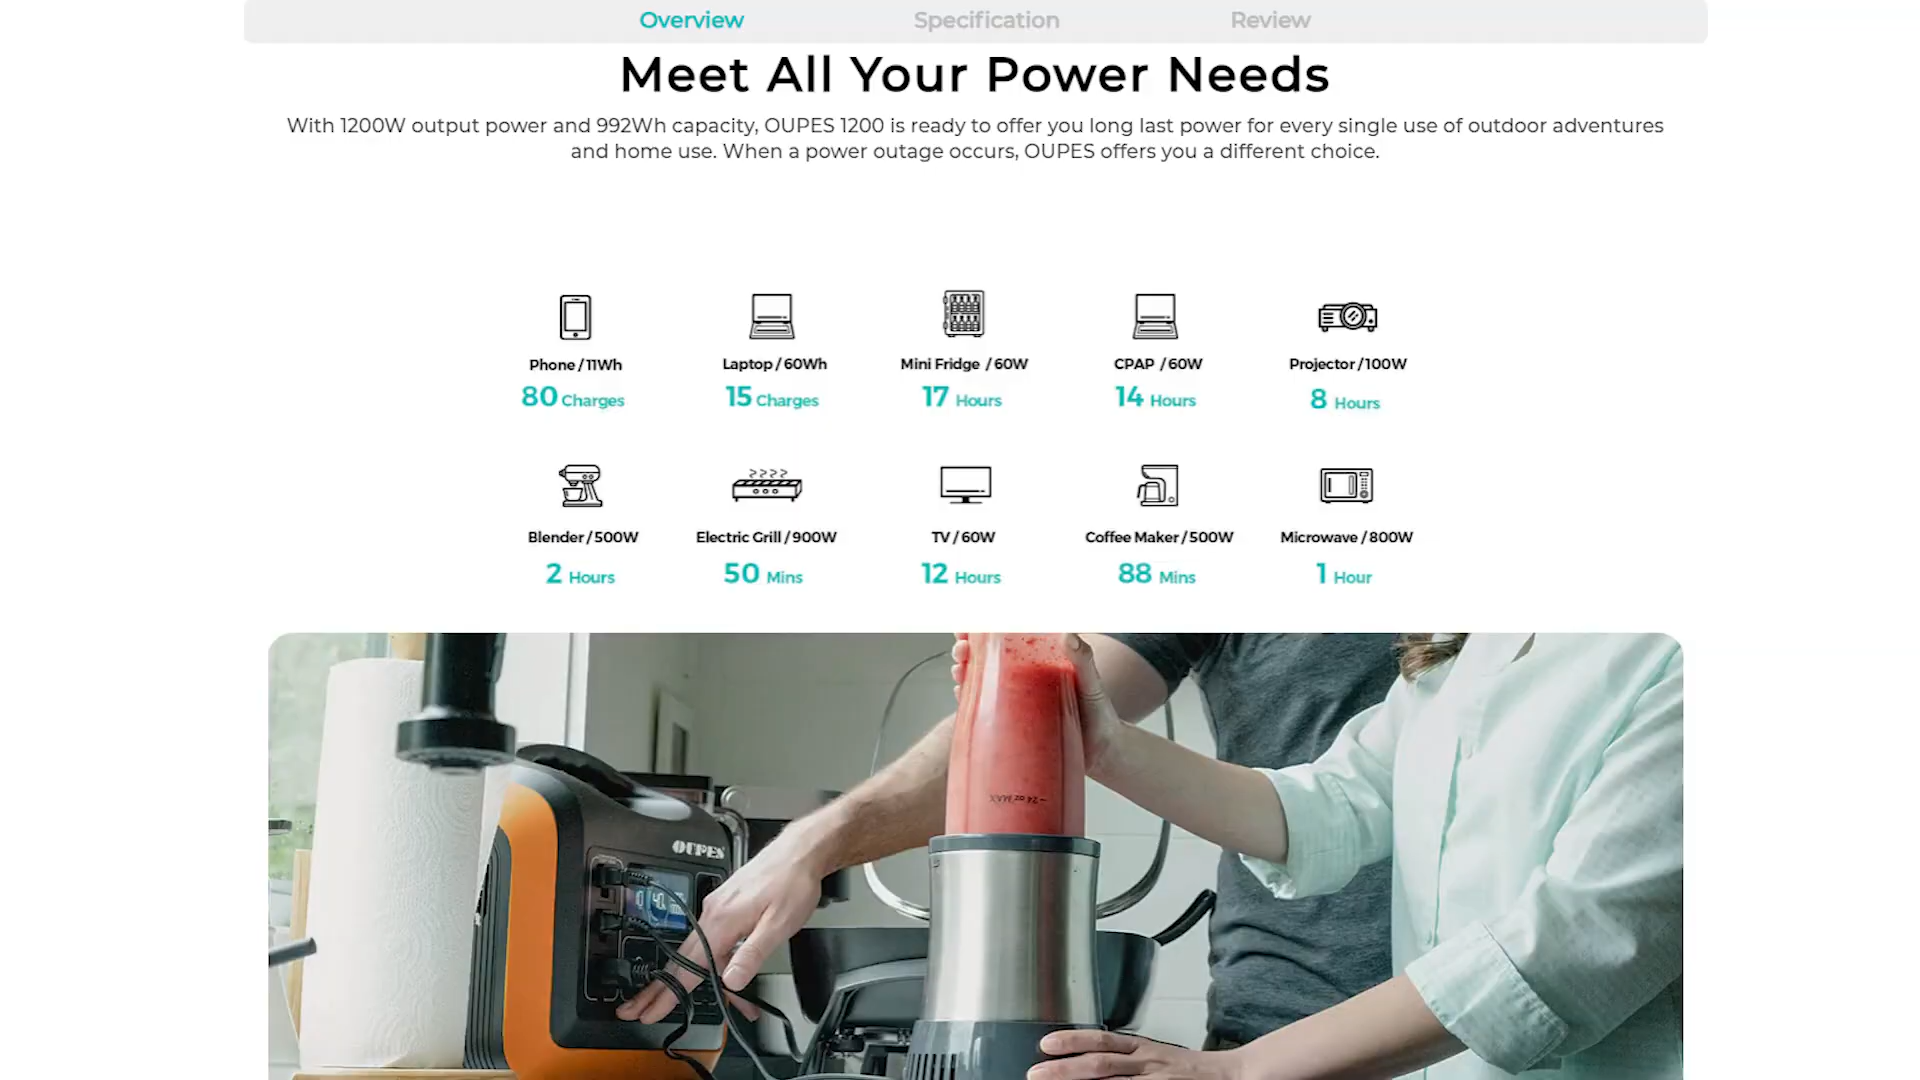 Overview Specification Review
Meet All Your Power Needs
With 1200W output power and 992Wh capacity, OUPES 1200 is ready to offer you long last power for every single use of outdoor adventures
and home use. When a power outage occurs, OUPES offers you a different choice.
Phone / 11Wh Laptop / 60Wh Mini Fridge / 60W CPAP / 60W Projector / 100W
80 Charges 15 Charges 17 Hours 14 Hours 8 Hours
Blender / 500W Electric Grill / 900W TV / 60W Coffee Maker / 500W Microwave / 800W
2 Hours 50 Mins 12 Hours 88 Mins 1 Hour
24 oz MAX
OUPES